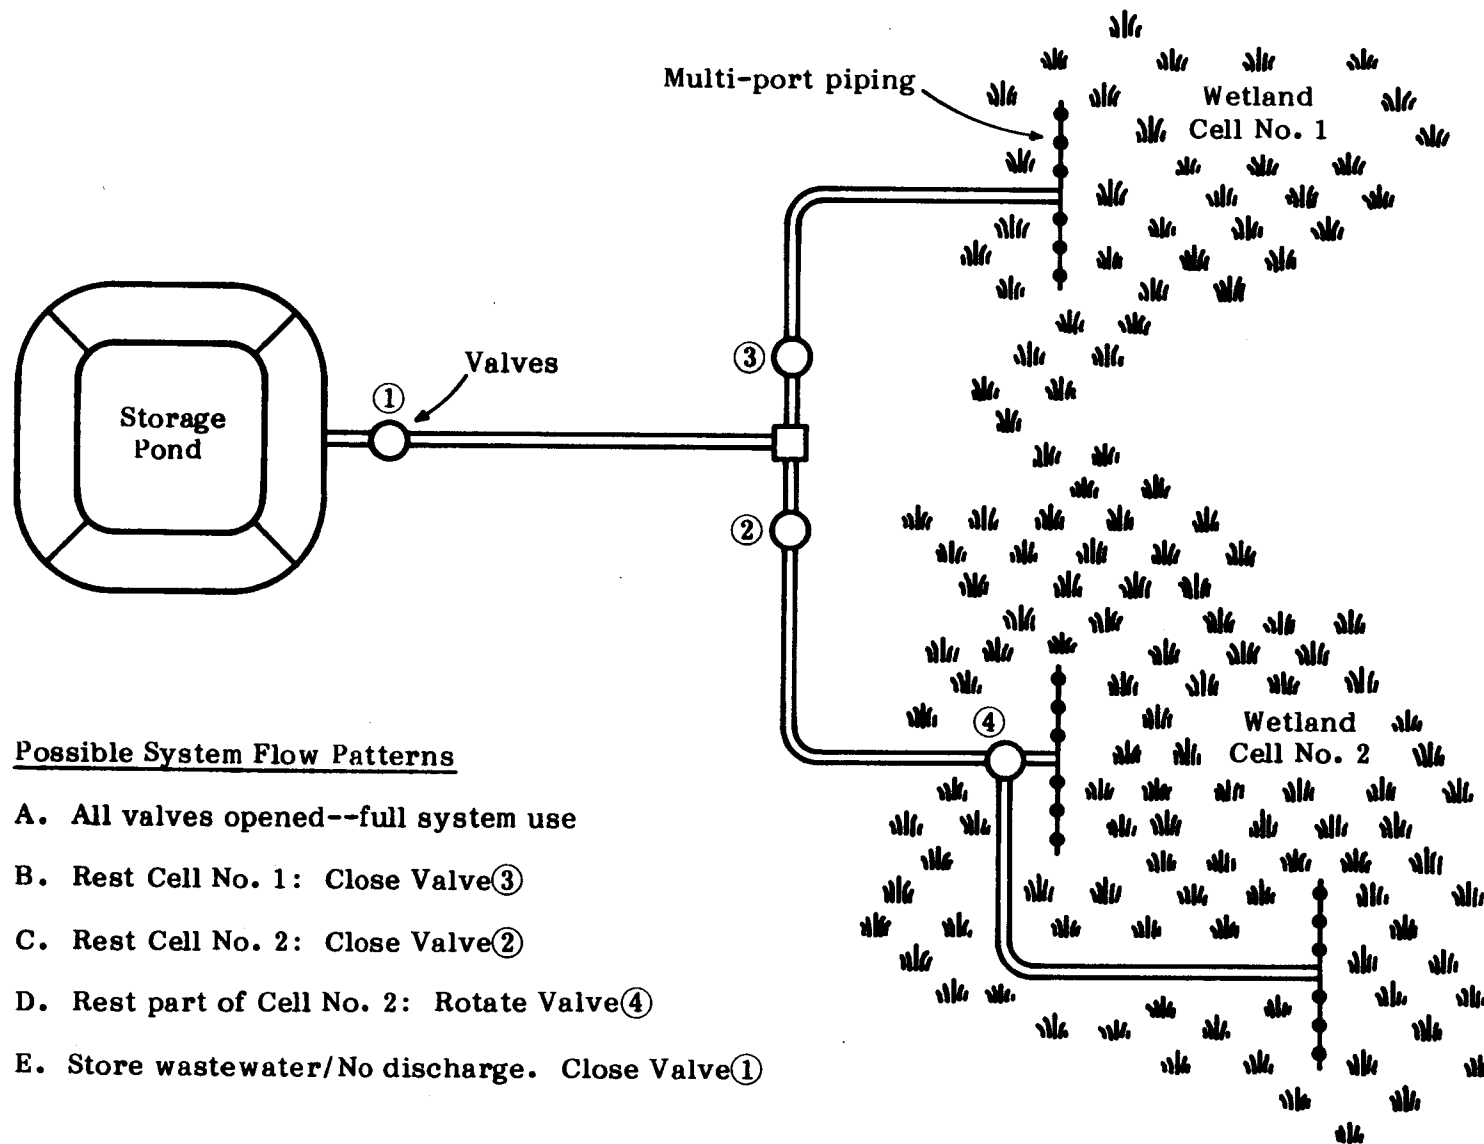 Multi-port piping
Wetland
Cell No. 1
③
Valves
①
Storage
Pond
②
④
Wetland
Cell No. 2
Possible System Flow Patterns
A. All valves opened--full system use
B. Rest Cell No. 1: Close Valve③
C. Rest Cell No. 2: Close Valve②
D. Rest part of Cell No. 2: Rotate Valve④
E. Store wastewater/No discharge. Close Valve①